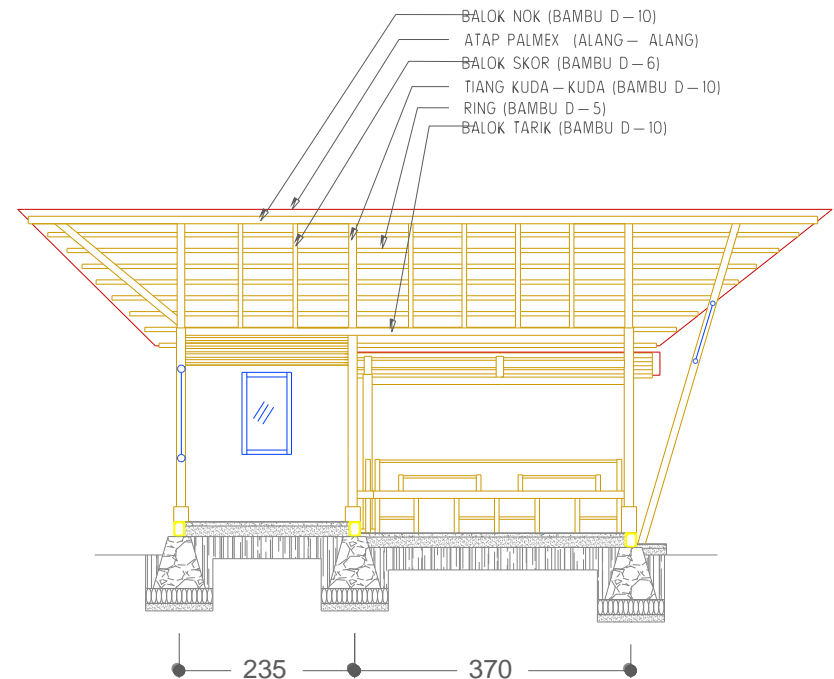 BALOK NOK (BAMBU D-10)
ATAP PALMEX (ALANG- ALANG)
BALOK SKOR (BAMBU D-6)
TIANG KUDA-KUDA (BAMBU D-10)
RING (BAMBU D-5)
BALOK TARIK (BAMBU D-10)
235
370